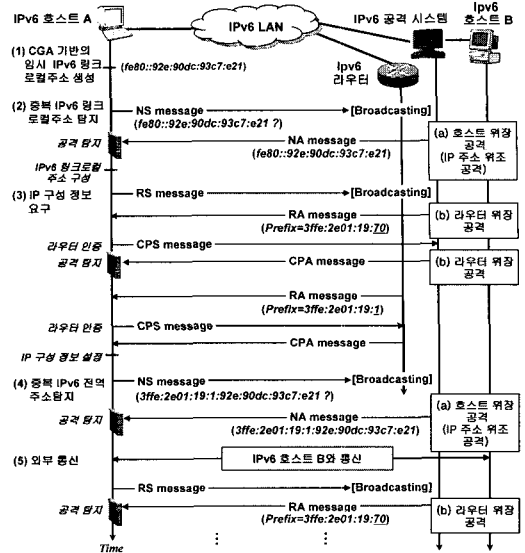 IPv6 호스트 A
IPv6 LAN
IPv6 공격 시스템
Ipv6
호스트 B
Ipv6
라우터
(1) CGA 기반의
임시 IPv6 링크
로컬주소 생성
(fe80::92e:90dc:93c7:e21)
(2) 중복 IPv6 링크
로컬주소 탐지
NS message
[Broadcasting]
(fe80::92e:90dc:93c7:e21 ?)
공격 탐지
NA message
(fe80::92e:90dc:93c7:e21)
(a) 호스트 위장
공격
(IP 주소 위조
공격)
IPv6 링크로컬
주소 구성
(3) IP 구성 정보
요구
RS message
[Broadcasting]
RA message
(Prefix=3ffe:2e01:19:70)
(b) 라우터 위장
공격
라우터 인증
CPS message
공격 탐지
CPA message
(b) 라우터 위장
공격
RA message
(Prefix=3ffe:2e01:19:1)
라우터 인증
CPS message
CPA message
IP 구성 정보 설정
(4) 중복 IPv6 전역
주소탐지
NS message
[Broadcasting]
(3ffe:2e01:19:1:92e:90dc:93c7:e21 ?)
공격 탐지
NA message
(3ffe:2e01:19:1:92e:90dc:93c7:e21)
(a) 호스트 위장
공격
(IP 주소 위조
공격)
(5) 외부 통신
IPv6 호스트 B와 통신
RS message
[Broadcasting]
공격 탐지
RA message
(Prefix=3ffe:2e01:19:70)
(b) 라우터 위장
공격
Time